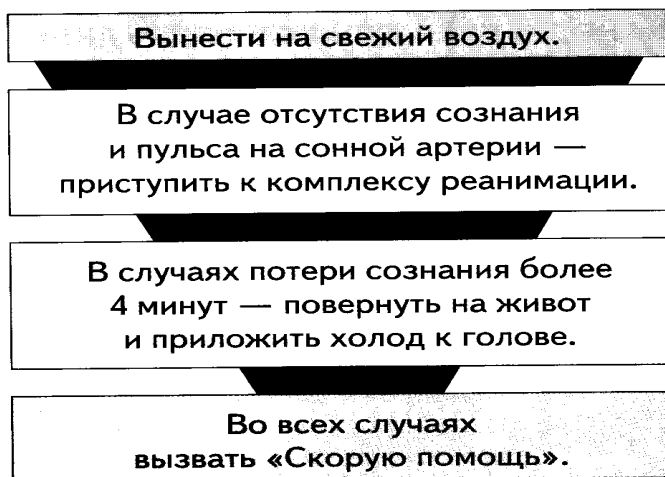 Вынести на свежий воздух.
В случае отсутствия сознания
и пульса на сонной артерии —
приступить к комплексу реанимации.
В случаях потери сознания более
4 минут — повернуть на живот
и приложить холод к голове.
Во всех случаях
вызвать «Скорую помощь».